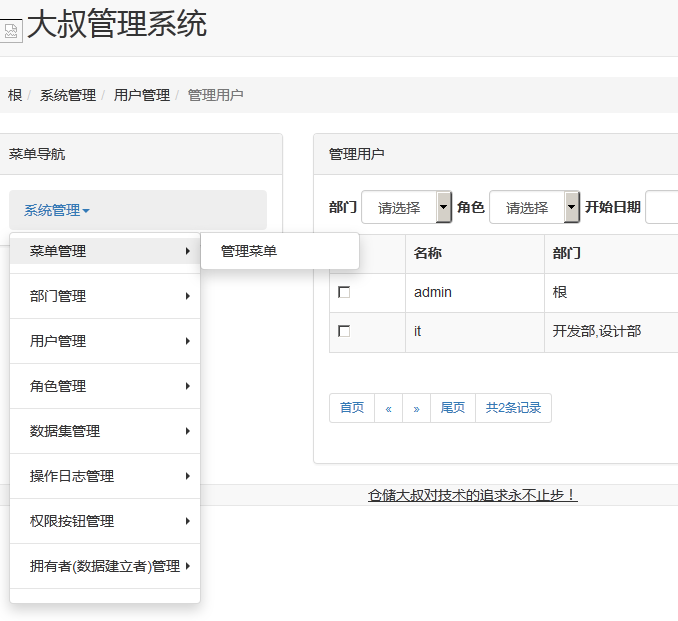 大叔管理系统
根 / 系统管理 / 用户管理 / 管理用户
菜单导航
系统管理
菜单管理
管理菜单
部门管理
用户管理
角色管理
数据集管理
操作日志管理
权限按钮管理
拥有者(数据建立者)管理
管理用户
部门 请选择 角色 请选择 开始日期
名称 部门
admin 根
it 开发部,设计部
首页 « » 尾页 共2条记录
仓储大叔对技术的追求永不止步！